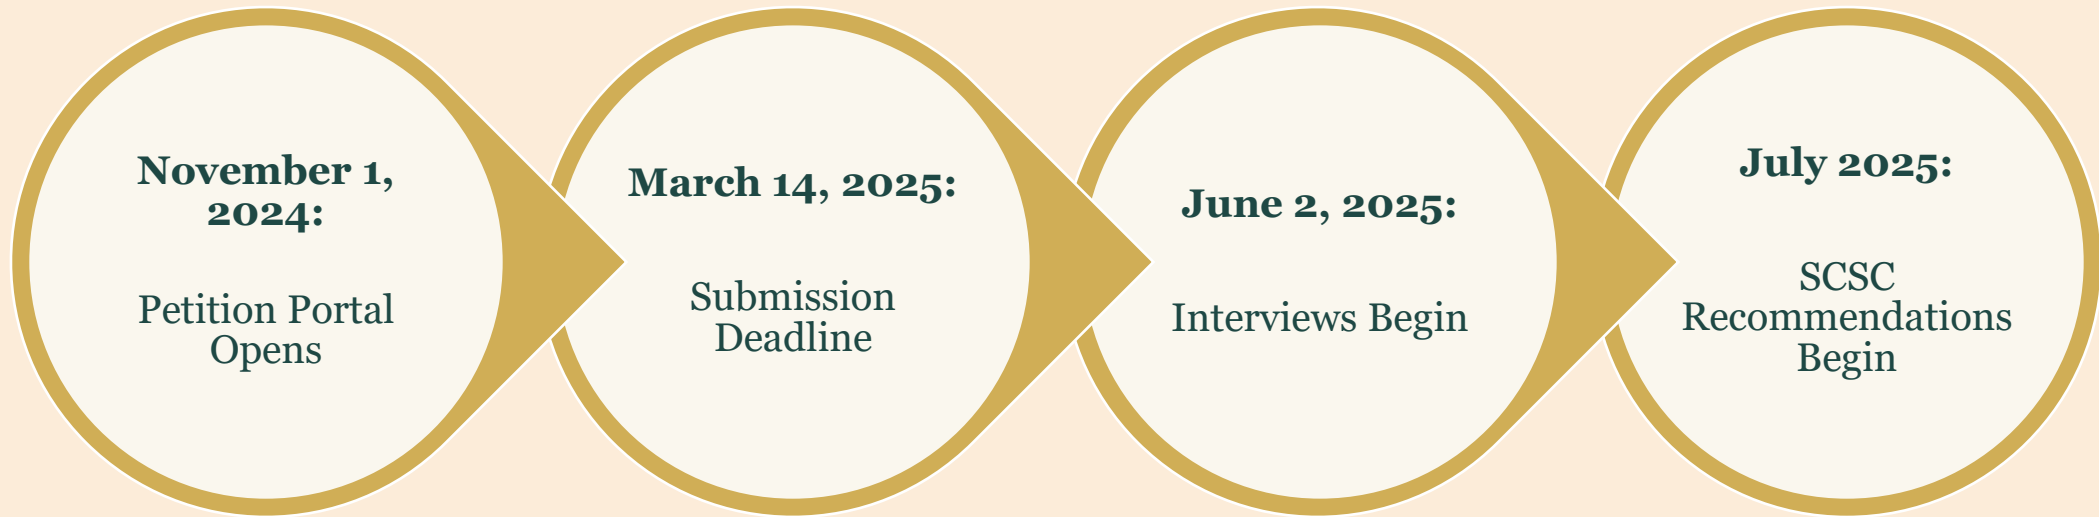 November 1,
2024:
Petition Portal
Opens
March 14, 2025:
Submission
Deadline
June 2, 2025:
Interviews Begin
July 2025:
SCSC
Recommendations
Begin